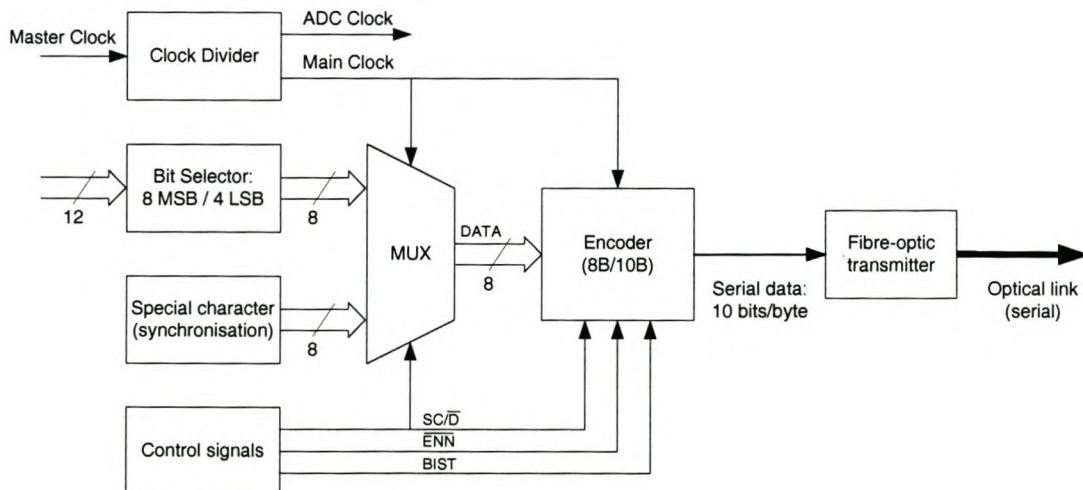 ADC Clock
Master Clock
Clock Divider
Main Clock
Bit Selector:
8 MSB / 4 LSB
12
8
MUX
DATA
8
Encoder
(8B/10B)
Fibre-optic
transmitter
Serial data:
10 bits/byte
Optical link
(serial)
Special character
(synchronisation)
8
Control signals
SC/D̅
E̅N̅N̅
BIST